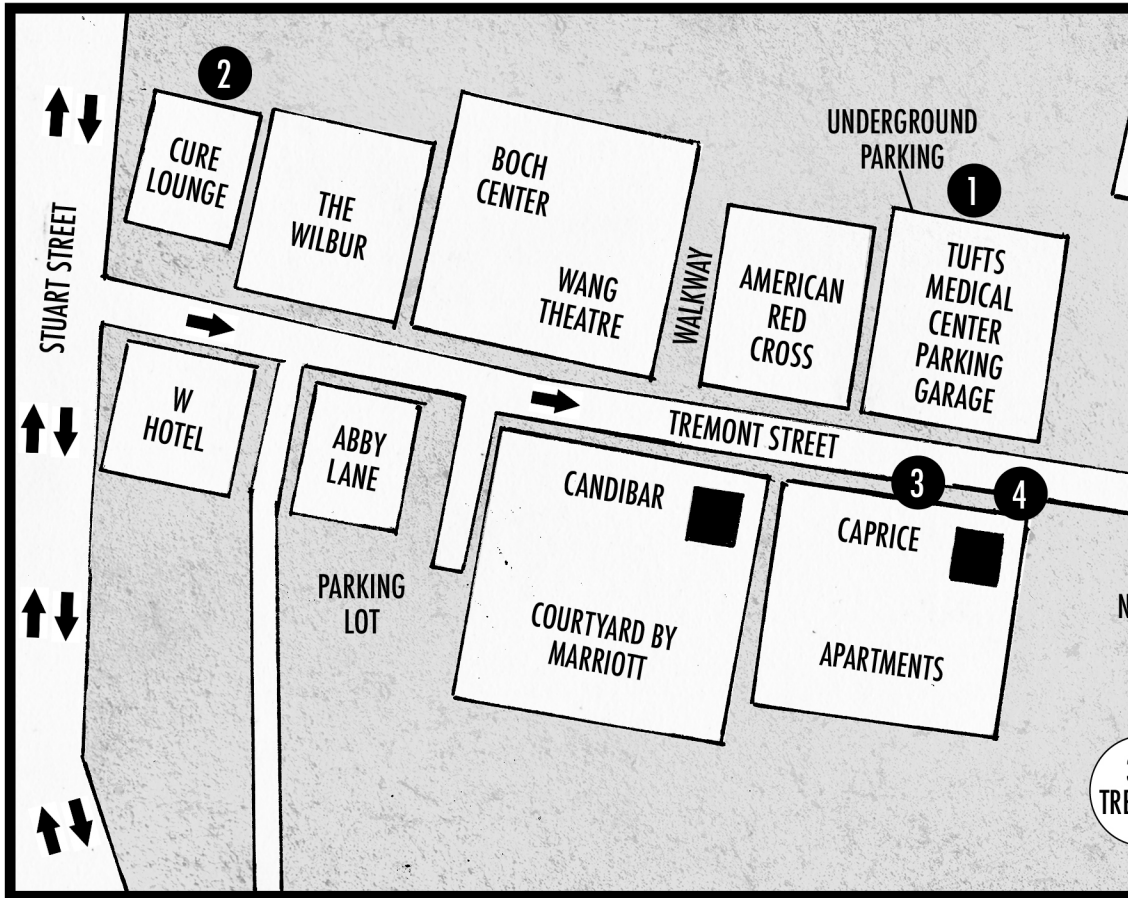 2
CURE
LOUNGE
THE
WILBUR
BOCH
CENTER
WANG
THEATRE
WALKWAY
UNDERGROUND
PARKING
1
AMERICAN
RED
CROSS
TUFTS
MEDICAL
CENTER
PARKING
GARAGE
STUART STREET
TREMONT STREET
W
HOTEL
ABBY
LANE
PARKING
LOT
CANDIBAR
COURTYARD BY
MARRIOTT
3
4
CAPRICE
APARTMENTS